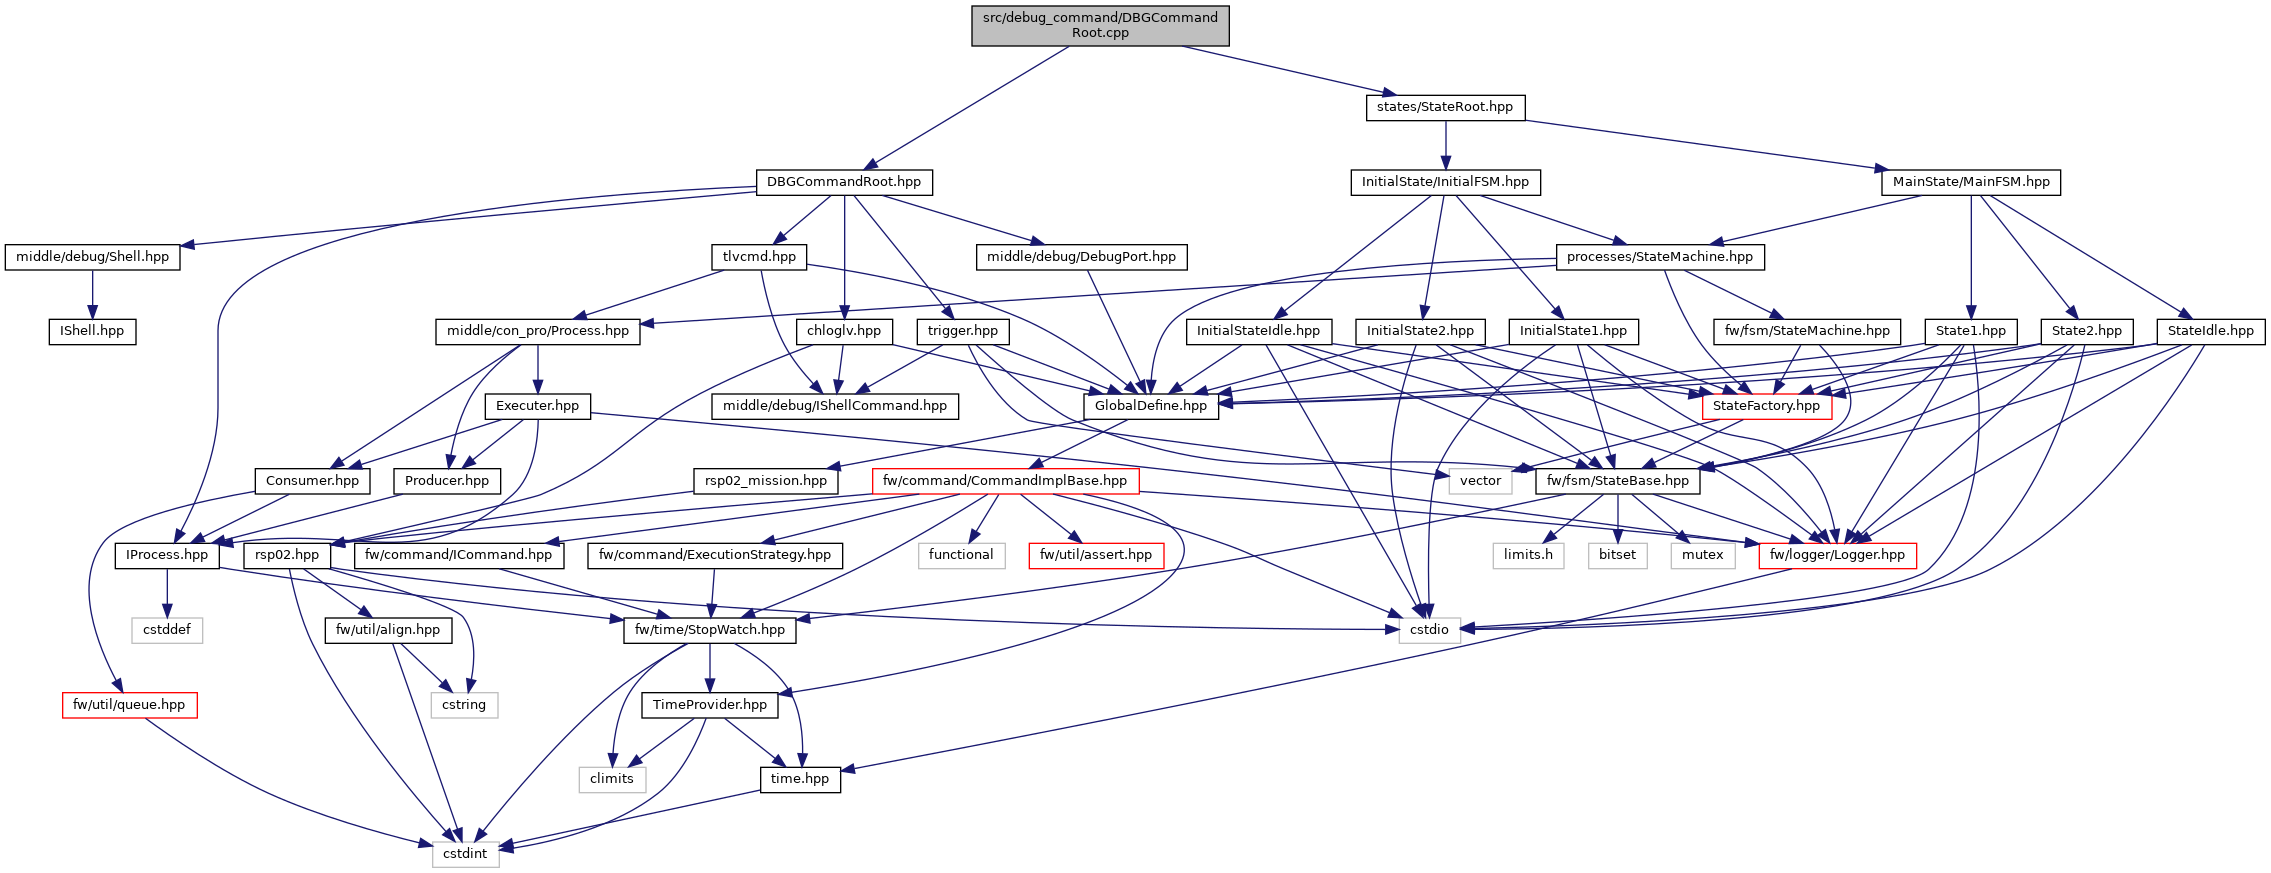 src/debug_command/DBGCommand
Root.cpp
states/StateRoot.hpp
DBGCommandRoot.hpp
InitialState/InitialFSM.hpp
MainState/MainFSM.hpp
middle/debug/Shell.hpp
tlvcmd.hpp
middle/debug/DebugPort.hpp
processes/StateMachine.hpp
IShell.hpp
middle/con_pro/Process.hpp
chloglv.hpp
trigger.hpp
InitialStateIdle.hpp
InitialState2.hpp
InitialState1.hpp
fw/fsm/StateMachine.hpp
State1.hpp
State2.hpp
StateIdle.hpp
Executer.hpp
middle/debug/IShellCommand.hpp
GlobalDefine.hpp
StateFactory.hpp
Consumer.hpp
Producer.hpp
rsp02_mission.hpp
fw/command/CommandImplBase.hpp
vector
fw/fsm/StateBase.hpp
IProcess.hpp
rsp02.hpp
fw/command/ICommand.hpp
fw/command/ExecutionStrategy.hpp
functional
fw/util/assert.hpp
limits.h
bitset
mutex
fw/logger/Logger.hpp
cstddef
fw/util/align.hpp
fw/time/StopWatch.hpp
cstdio
fw/util/queue.hpp
cstring
TimeProvider.hpp
climits
time.hpp
cstdint